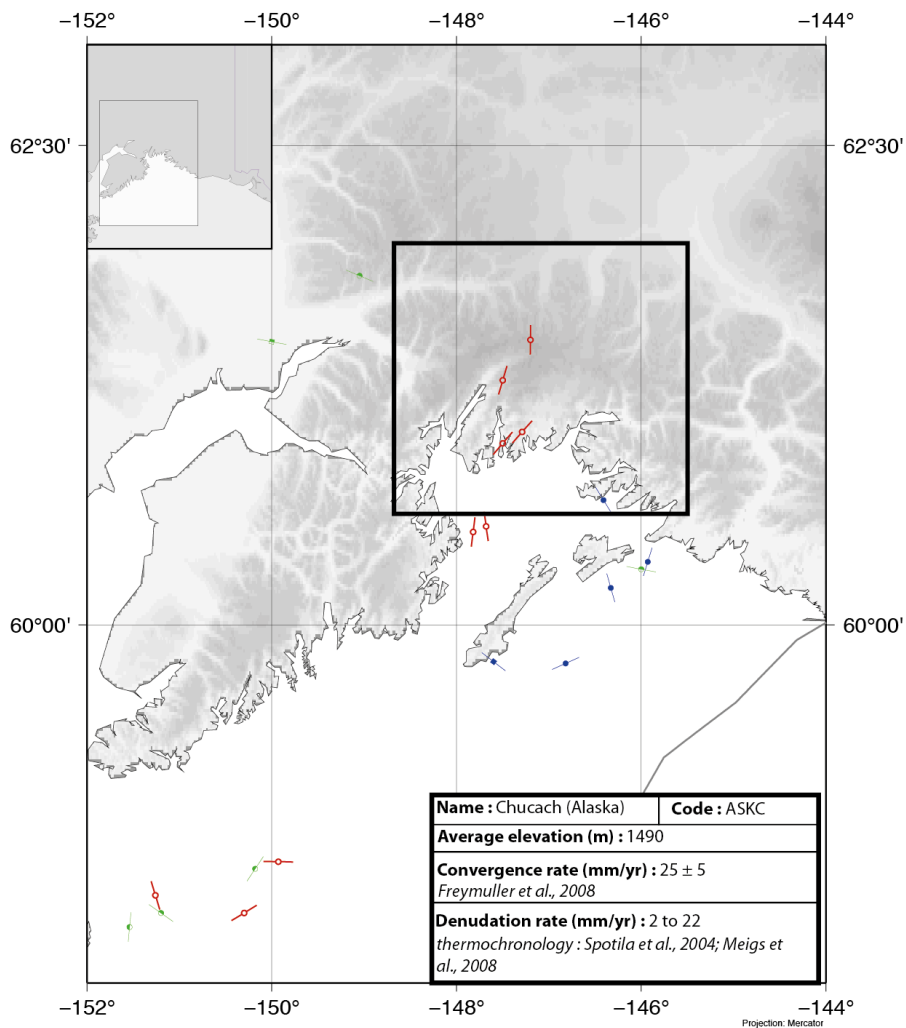 −152° −150° −148° −146° −144°
62°30' 62°30'
60°00' 60°00'
Name : Chucach (Alaska) Code : ASKC
Average elevation (m) : 1490
Convergence rate (mm/yr) : 25 ± 5
Freymuller et al., 2008
Denudation rate (mm/yr) : 2 to 22
thermochronology : Spotila et al., 2004; Meigs et
al., 2008
−152° −150° −148° −146° −144°
Projection: Mercator